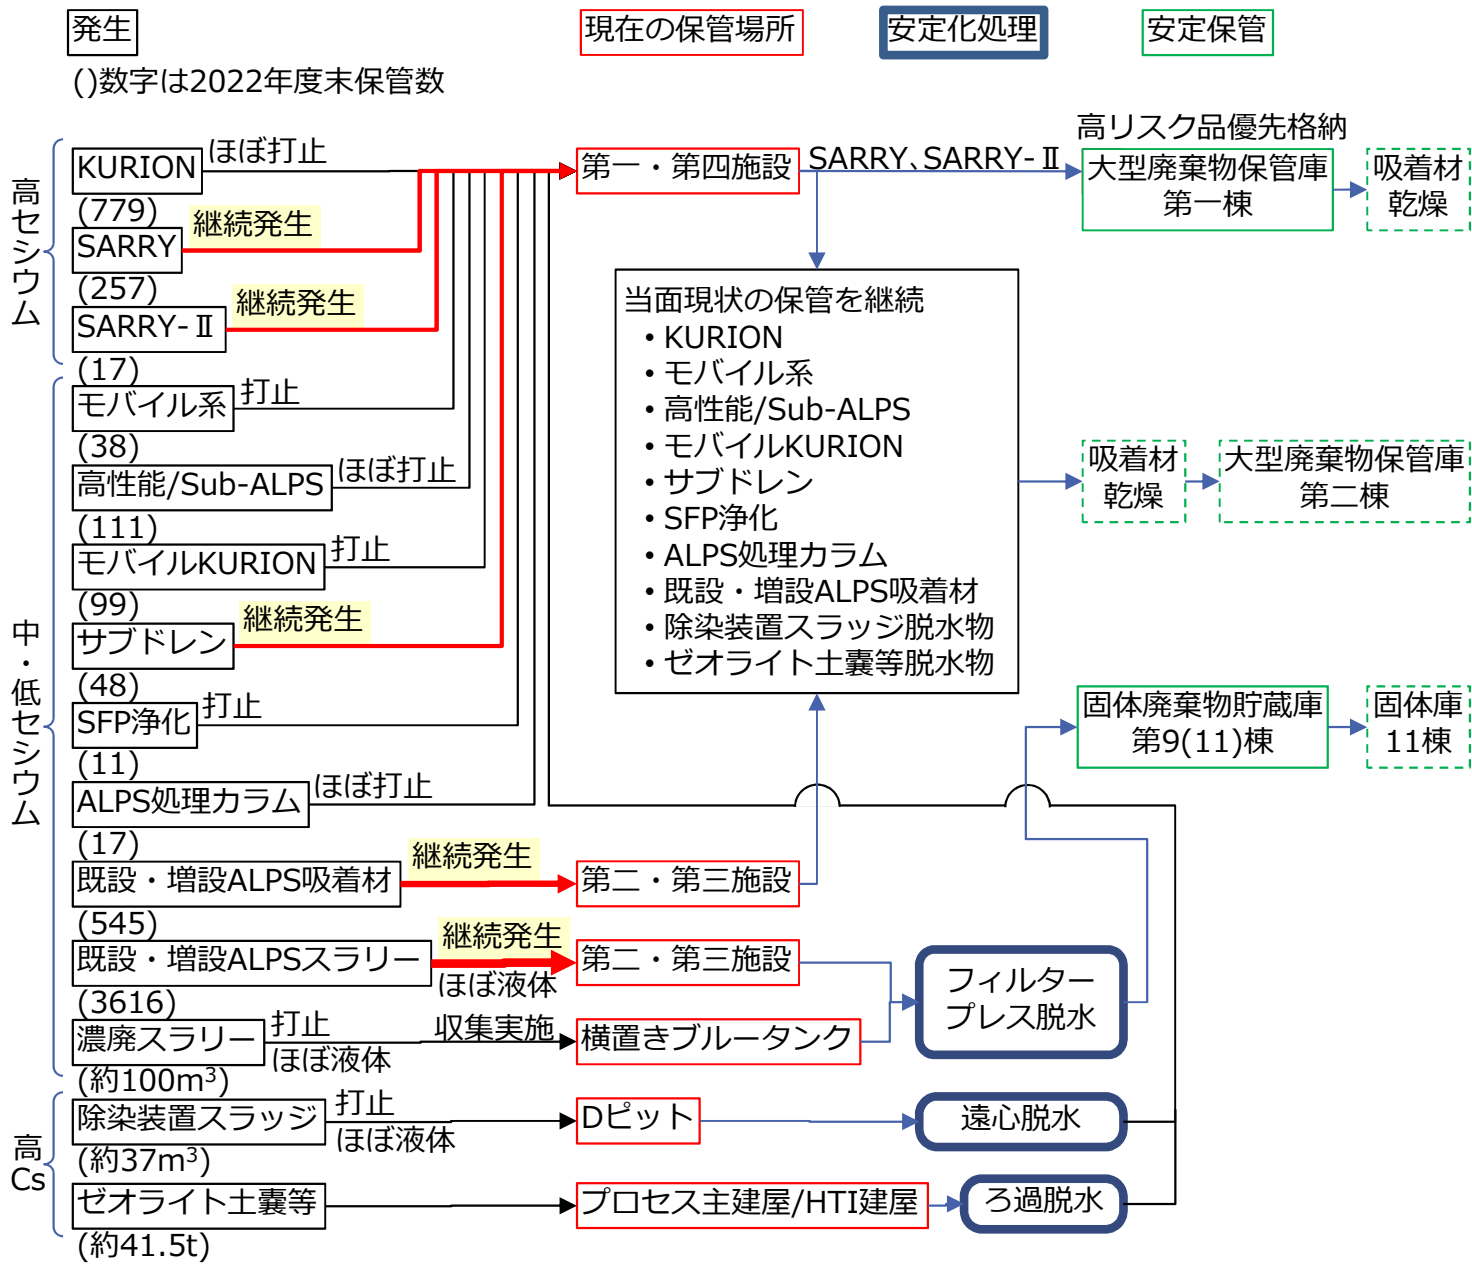 発生
現在の保管場所
安定化処理
安定保管
()数字は2022年度末保管数
高セシウム
KURION
ほぼ打止
(779)
SARRY
継続発生
(257)
SARRY-Ⅱ
継続発生
(17)
中・低セシウム
モバイル系
打止
(38)
高性能/Sub-ALPS
ほぼ打止
(111)
モバイルKURION
打止
(99)
サブドレン
継続発生
(48)
SFP浄化
打止
(11)
ALPS処理カラム
ほぼ打止
(17)
既設・増設ALPS吸着材
継続発生
(545)
既設・増設ALPSスラリー
継続発生
ほぼ液体
(3616)
濃廃スラリー
打止
ほぼ液体
収集実施
(約100m³)
高Cs
除染装置スラッジ
打止
ほぼ液体
(約37m³)
ゼオライト土嚢等
(約41.5t)
第一・第四施設
SARRY、SARRY-Ⅱ
高リスク品優先格納
大型廃棄物保管庫
第一棟
吸着材
乾燥
当面現状の保管を継続
・KURION
・モバイル系
・高性能/Sub-ALPS
・モバイルKURION
・サブドレン
・SFP浄化
・ALPS処理カラム
・既設・増設ALPS吸着材
・除染装置スラッジ脱水物
・ゼオライト土嚢等脱水物
吸着材
乾燥
大型廃棄物保管庫
第二棟
固体廃棄物貯蔵庫
第9(11)棟
固体庫
11棟
第二・第三施設
第二・第三施設
横置きブルータンク
フィルター
プレス脱水
Dピット
遠心脱水
プロセス主建屋/HTI建屋
ろ過脱水